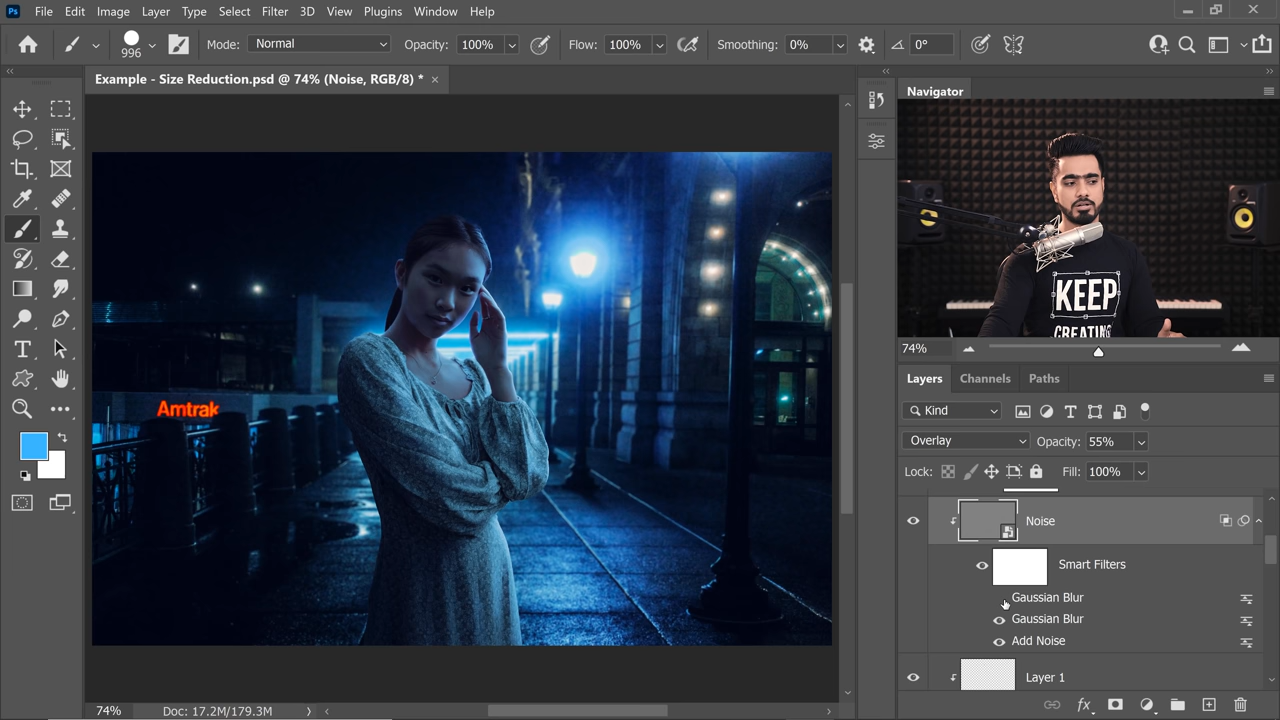 Ps File Edit Image Layer Type Select Filter 3D View Plugins Window Help
996 Mode: Normal Opacity: 100% Flow: 100% Smoothing: 0% 0°
Example - Size Reduction.psd @ 74% (Noise, RGB/8) *
Navigator
KEEP
CREATING
Amtrak
74%
Layers Channels Paths
Kind
Overlay Opacity: 55%
Lock: Fill: 100%
Noise
Smart Filters
Gaussian Blur
Gaussian Blur
Add Noise
Layer 1
fx
74% Doc: 17.2M/179.3M